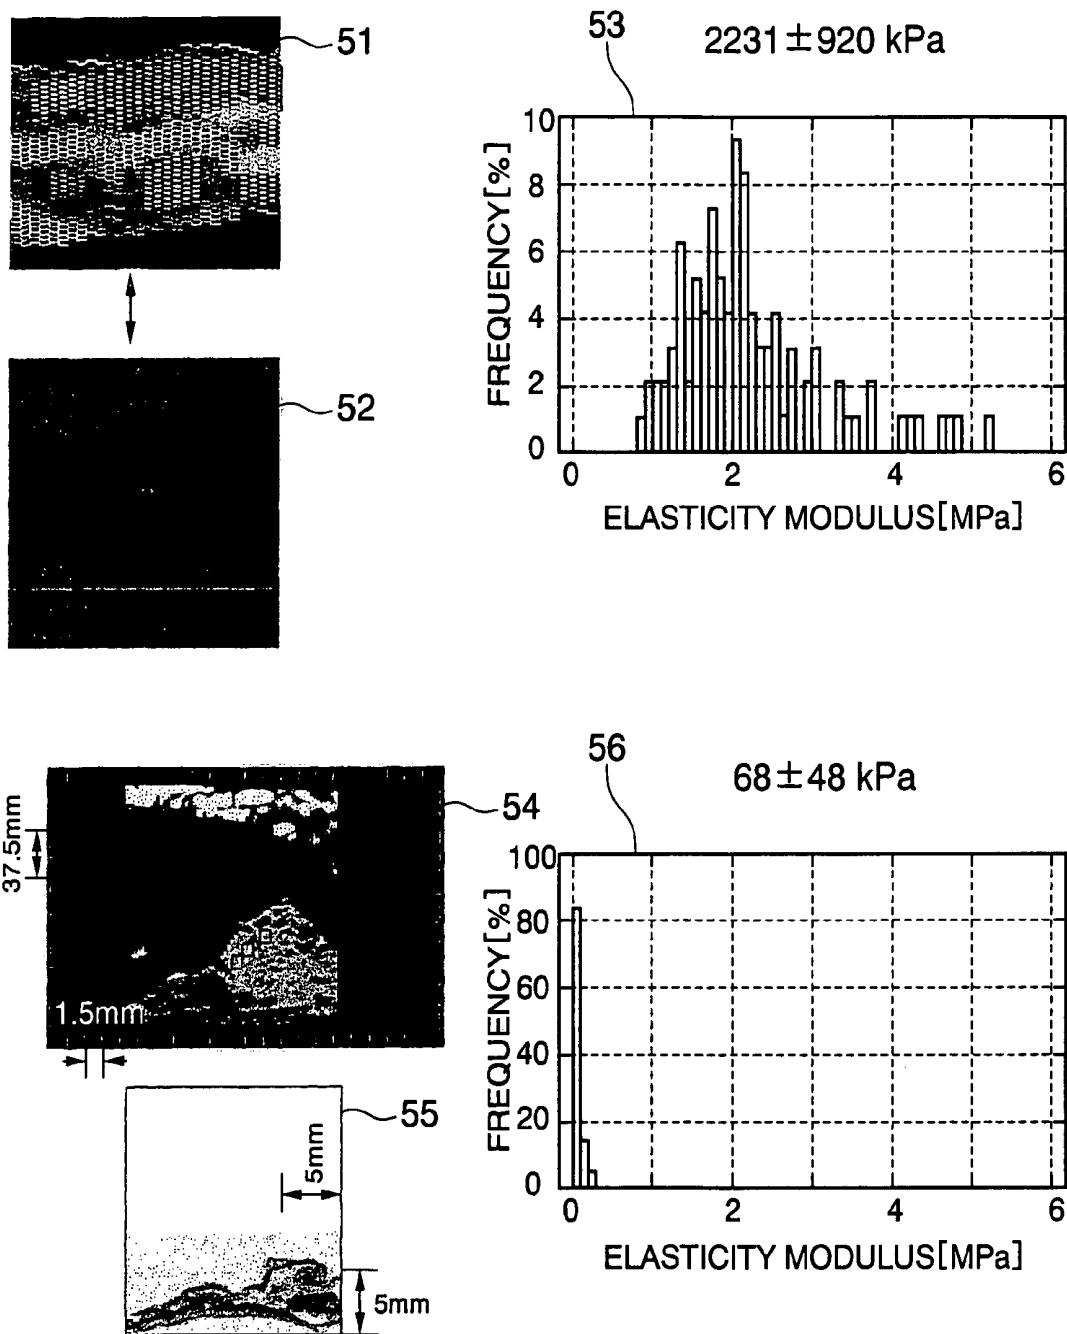 51
53
2231±920 kPa
10
8
6
4
2
0
FREQUENCY[%]
0 2 4 6
ELASTICITY MODULUS[MPa]
52
54
37.5mm
1.5mm
56
68±48 kPa
100
80
60
40
20
0
FREQUENCY[%]
0 2 4 6
ELASTICITY MODULUS[MPa]
55
5mm
5mm